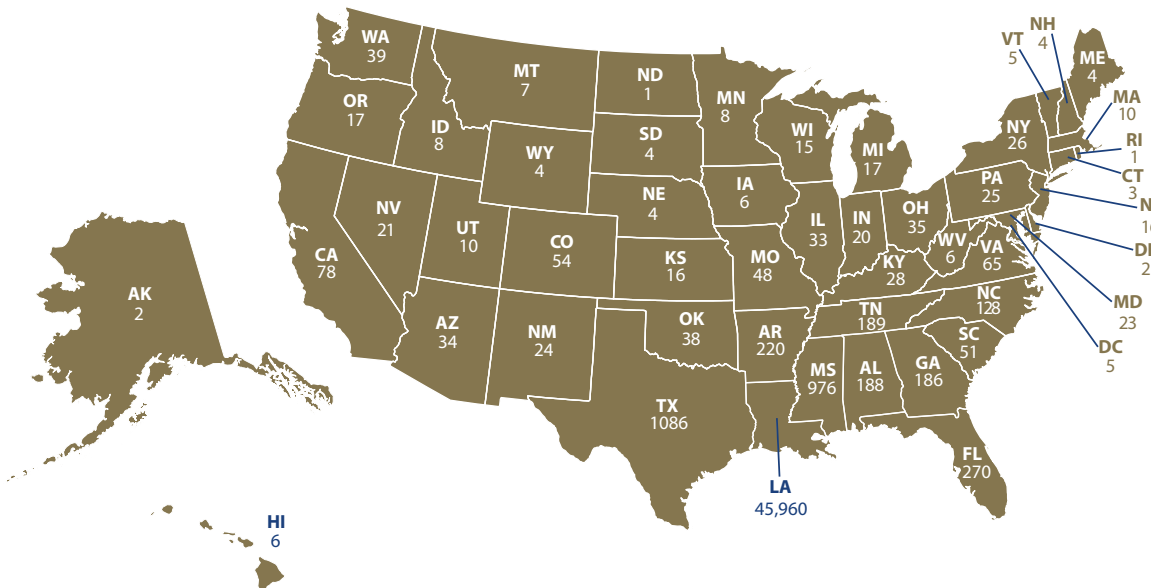 WA
39
OR
17
ID
8
MT
7
ND
1
SD
4
WY
4
NE
4
NV
21
UT
10
CO
54
KS
16
CA
78
AZ
34
NM
24
OK
38
TX
1086
MN
8
IA
6
MO
48
AR
220
LA
45,960
WI
15
IL
33
MI
17
IN
20
OH
35
KY
28
TN
189
MS
976
AL
188
GA
186
FL
270
SC
51
NC
128
VA
65
WV
6
PA
25
NY
26
VT
5
NH
4
ME
4
MA
10
RI
1
CT
3
N
16
DE
2
MD
23
DC
5
AK
2
HI
6